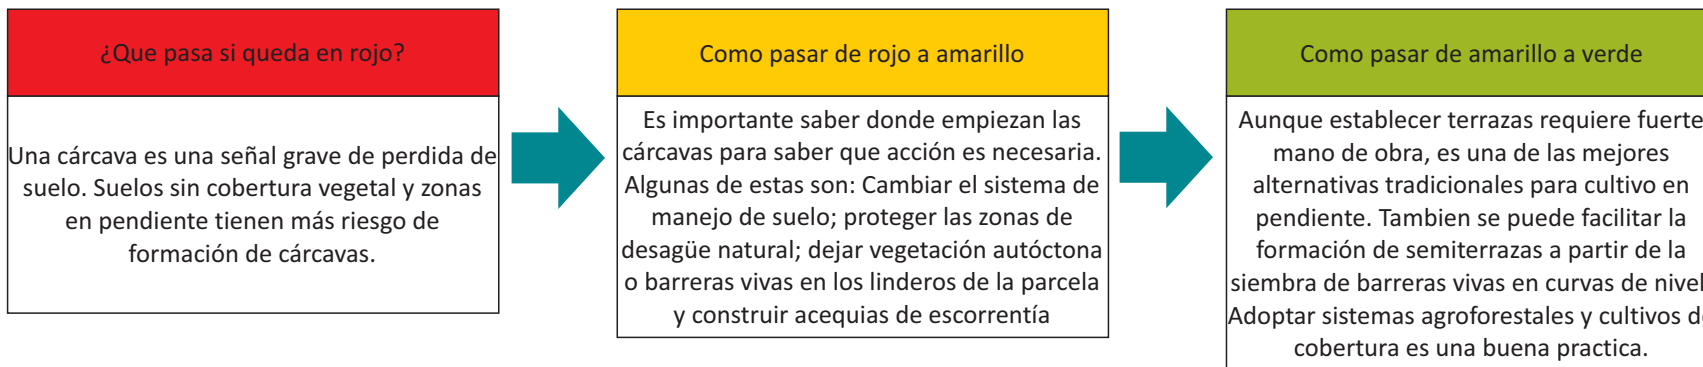 ¿Que pasa si queda en rojo?
Una cárcava es una señal grave de perdida de
suelo. Suelos sin cobertura vegetal y zonas
en pendiente tienen más riesgo de
formación de cárcavas.
Como pasar de rojo a amarillo
Es importante saber donde empiezan las
cárcavas para saber que acción es necesaria.
Algunas de estas son: Cambiar el sistema de
manejo de suelo; proteger las zonas de
desagüe natural; dejar vegetación autóctona
o barreras vivas en los linderos de la parcela
y construir acequias de escorrentía
Como pasar de amarillo a verde
Aunque establecer terrazas requiere fuerte
mano de obra, es una de las mejores
alternativas tradicionales para cultivo en
pendiente. Tambien se puede facilitar la
formación de semiterrazas a partir de la
siembra de barreras vivas en curvas de nivel
Adoptar sistemas agroforestales y cultivos de
cobertura es una buena practica.